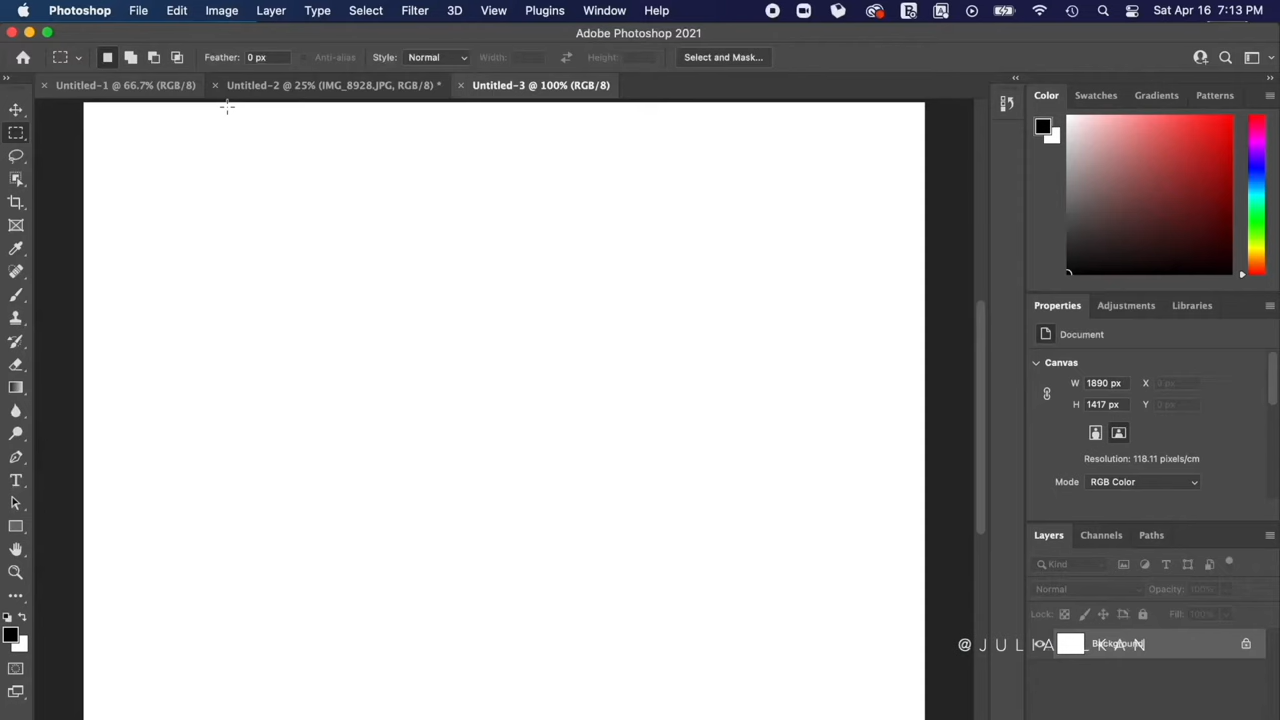 Photoshop File Edit Image Layer Type Select Filter 3D View Plugins Window Help Sat Apr 16 7:13 PM
Adobe Photoshop 2021
Feather: 0 px Anti-alias Style: Normal Width: Height: Select and Mask...
Untitled-1 @ 66.7% (RGB/8) Untitled-2 @ 25% (IMG_8928.JPG, RGB/8) * Untitled-3 @ 100% (RGB/8)
Color Swatches Gradients Patterns
Properties Adjustments Libraries
Document
Canvas
W 1890 px X 0 px
H 1417 px Y 0 px
Resolution: 118.11 pixels/cm
Mode RGB Color
Layers Channels Paths
Kind
Normal Opacity: 100%
Lock: Fill: 100%
Background